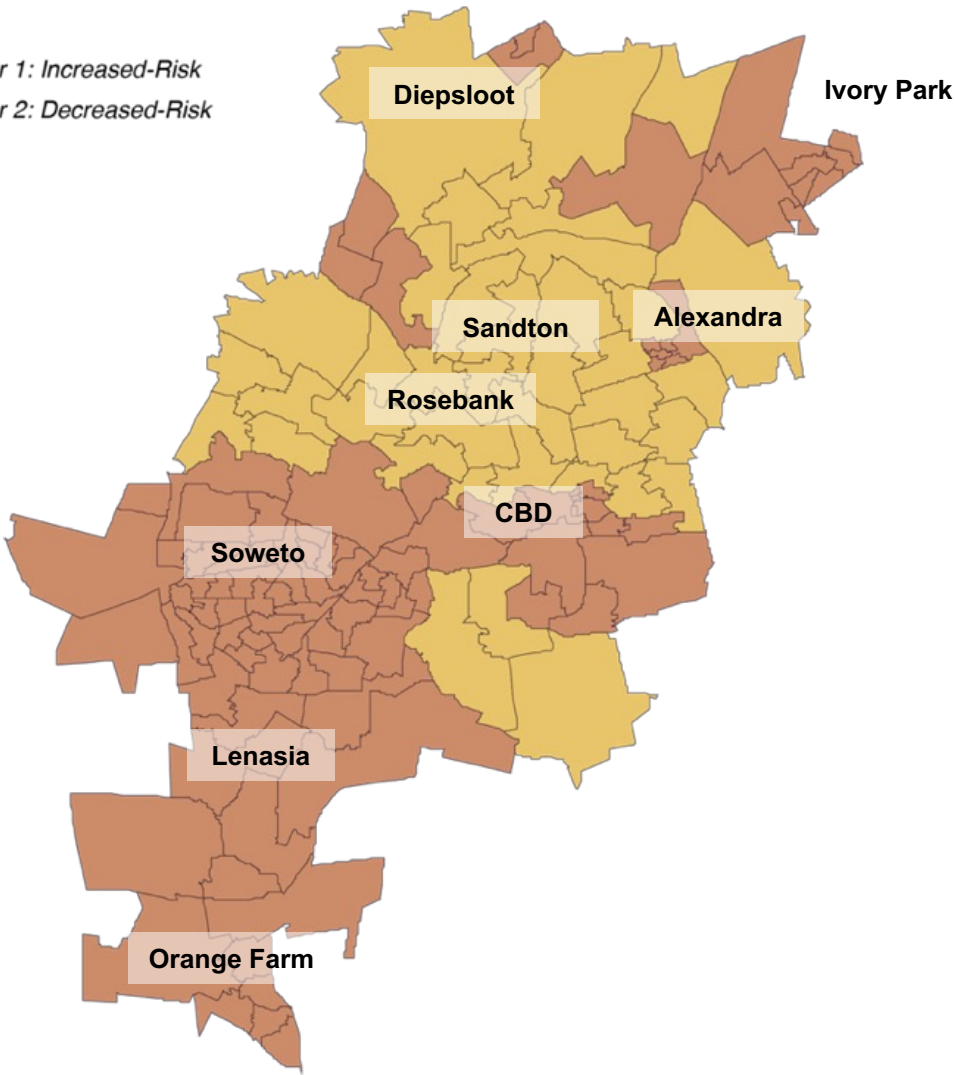 r 1: Increased-Risk
r 2: Decreased-Risk
Diepsloot
Ivory Park
Sandton
Alexandra
Rosebank
CBD
Soweto
Lenasia
Orange Farm